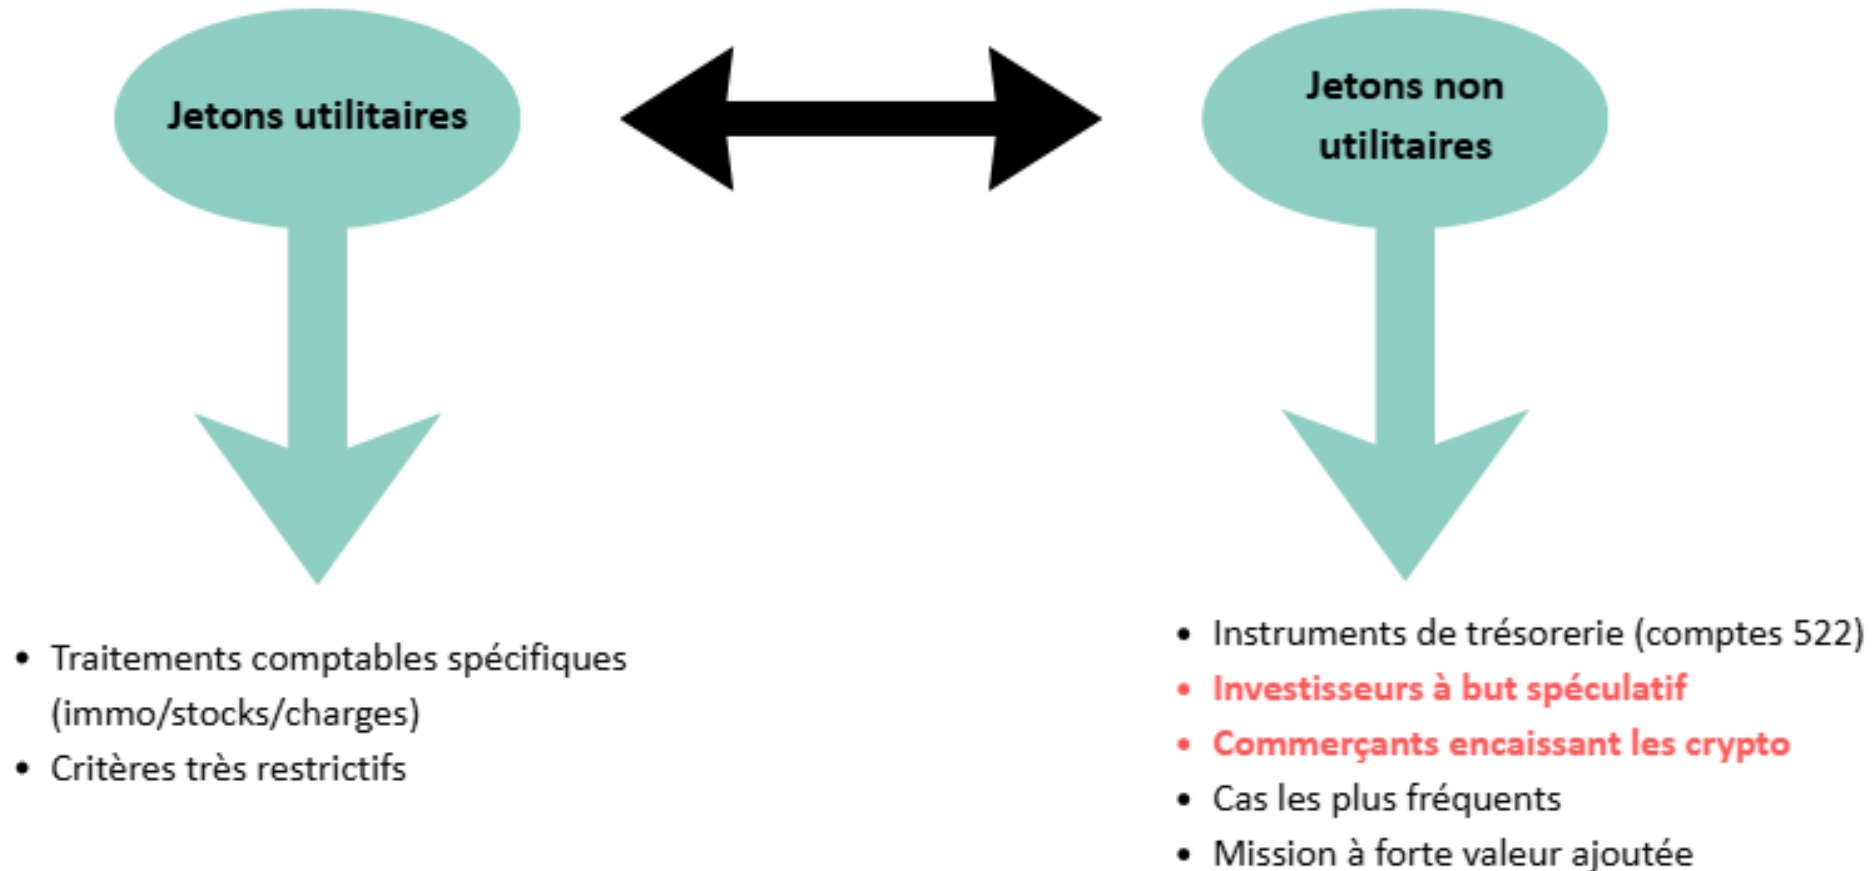 Jetons utilitaires
Jetons non
utilitaires
• Traitements comptables spécifiques
(immo/stocks/charges)
• Critères très restrictifs
• Instruments de trésorerie (comptes 522)
• Investisseurs à but spéculatif
• Commerçants encaissant les crypto
• Cas les plus fréquents
• Mission à forte valeur ajoutée